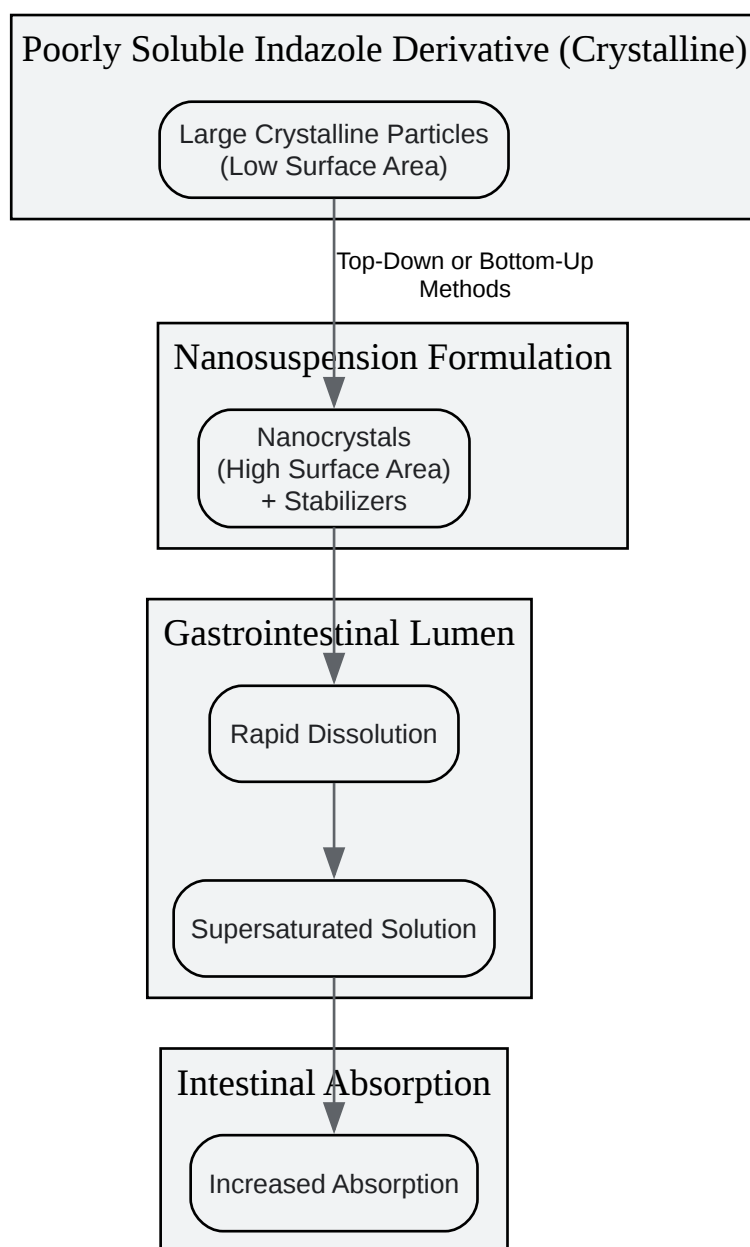 Poorly Soluble Indazole Derivative (Crystalline)
Large Crystalline Particles
(Low Surface Area)
Top-Down or Bottom-Up
Methods
Nanosuspension Formulation
Nanocrystals
(High Surface Area)
+ Stabilizers
Gastrointestinal Lumen
Rapid Dissolution
Supersaturated Solution
Intestinal Absorption
Increased Absorption